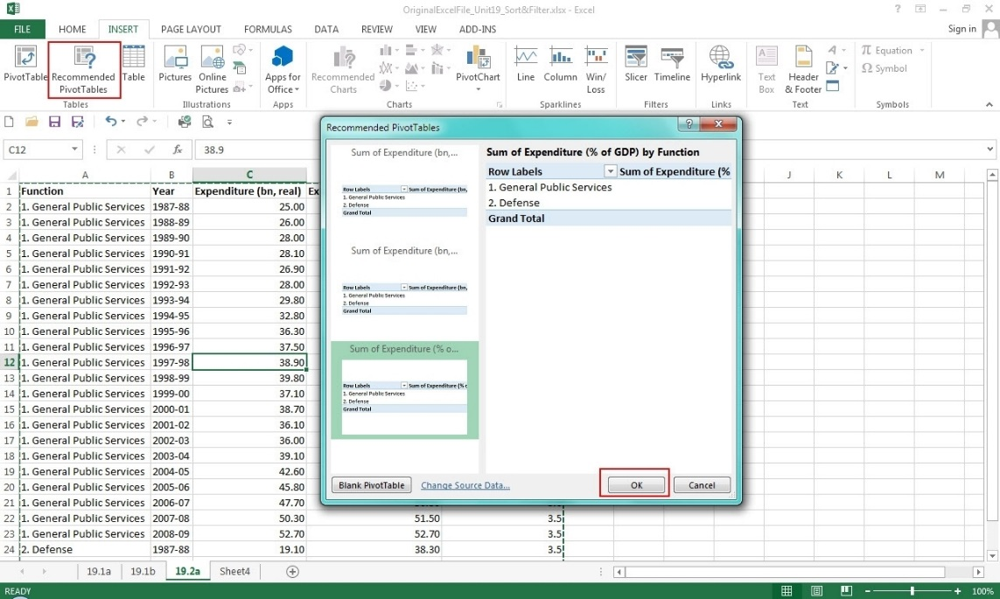 OriginalExcelFile_Unit19_Sort&Filter.xlsx - Excel
FILE HOME INSERT PAGE LAYOUT FORMULAS DATA REVIEW VIEW ADD-INS Sign in
PivotTable Recommended PivotTables Table Pictures Online Pictures Apps for Office Recommended Charts PivotChart Line Column Win/ Loss Slicer Timeline Hyperlink Text Box Header & Footer Equation Symbol
Tables Illustrations Apps Charts Sparklines Filters Links Text Symbols
C12 fx 38.9
A B C J K L M
1 Function Year Expenditure (bn, real) Ex
2 1. General Public Services 1987-88 25.00
3 1. General Public Services 1988-89 26.00
4 1. General Public Services 1989-90 28.00
5 1. General Public Services 1990-91 28.10
6 1. General Public Services 1991-92 26.90
7 1. General Public Services 1992-93 28.00
8 1. General Public Services 1993-94 29.80
9 1. General Public Services 1994-95 32.80
10 1. General Public Services 1995-96 36.30
11 1. General Public Services 1996-97 37.50
12 1. General Public Services 1997-98 38.90
13 1. General Public Services 1998-99 39.80
14 1. General Public Services 1999-00 37.10
15 1. General Public Services 2000-01 38.70
16 1. General Public Services 2001-02 36.10
17 1. General Public Services 2002-03 36.00
18 1. General Public Services 2003-04 39.10
19 1. General Public Services 2004-05 42.60
20 1. General Public Services 2005-06 45.80
21 1. General Public Services 2006-07 47.70
22 1. General Public Services 2007-08 50.30 51.50 3.5
23 1. General Public Services 2008-09 52.70 52.70 3.5
24 2. Defense 1987-88 19.10 38.30 3.5
Recommended PivotTables
Sum of Expenditure (bn,...
Row Labels Sum of Expenditure (bn,
1. General Public Services
2. Defense
Grand Total
Sum of Expenditure (bn,...
Row Labels Sum of Expenditure (bn,
1. General Public Services
2. Defense
Grand Total
Sum of Expenditure (% o...
Row Labels Sum of Expenditure (% o
1. General Public Services
2. Defense
Grand Total
Sum of Expenditure (% of GDP) by Function
Row Labels Sum of Expenditure (%
1. General Public Services
2. Defense
Grand Total
Blank PivotTable Change Source Data... OK Cancel
19.1a 19.1b 19.2a Sheet4
READY 100%